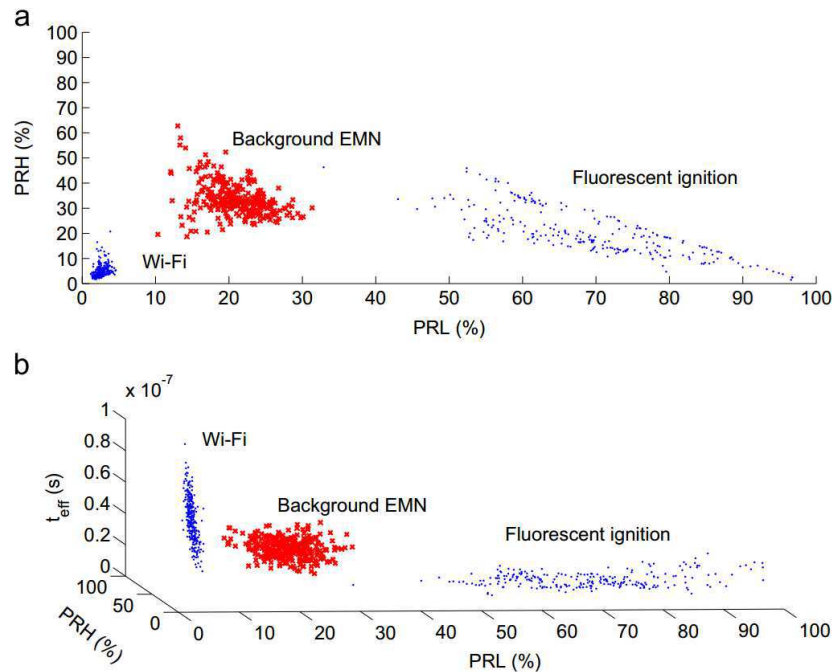 a
100
90
80
70
60
50
40
30
20
10
0
PRH (%)
Background EMN
Fluorescent ignition
Wi-Fi
0 10 20 30 40 50 60 70 80 90 100
PRL (%)
b
x 10-7
1
0.8
0.6
0.4
0.2
0
teff (s)
Wi-Fi
Background EMN
Fluorescent ignition
100
50
0
PRH (%)
0 10 20 30 40 50 60 70 80 90 100
PRL (%)